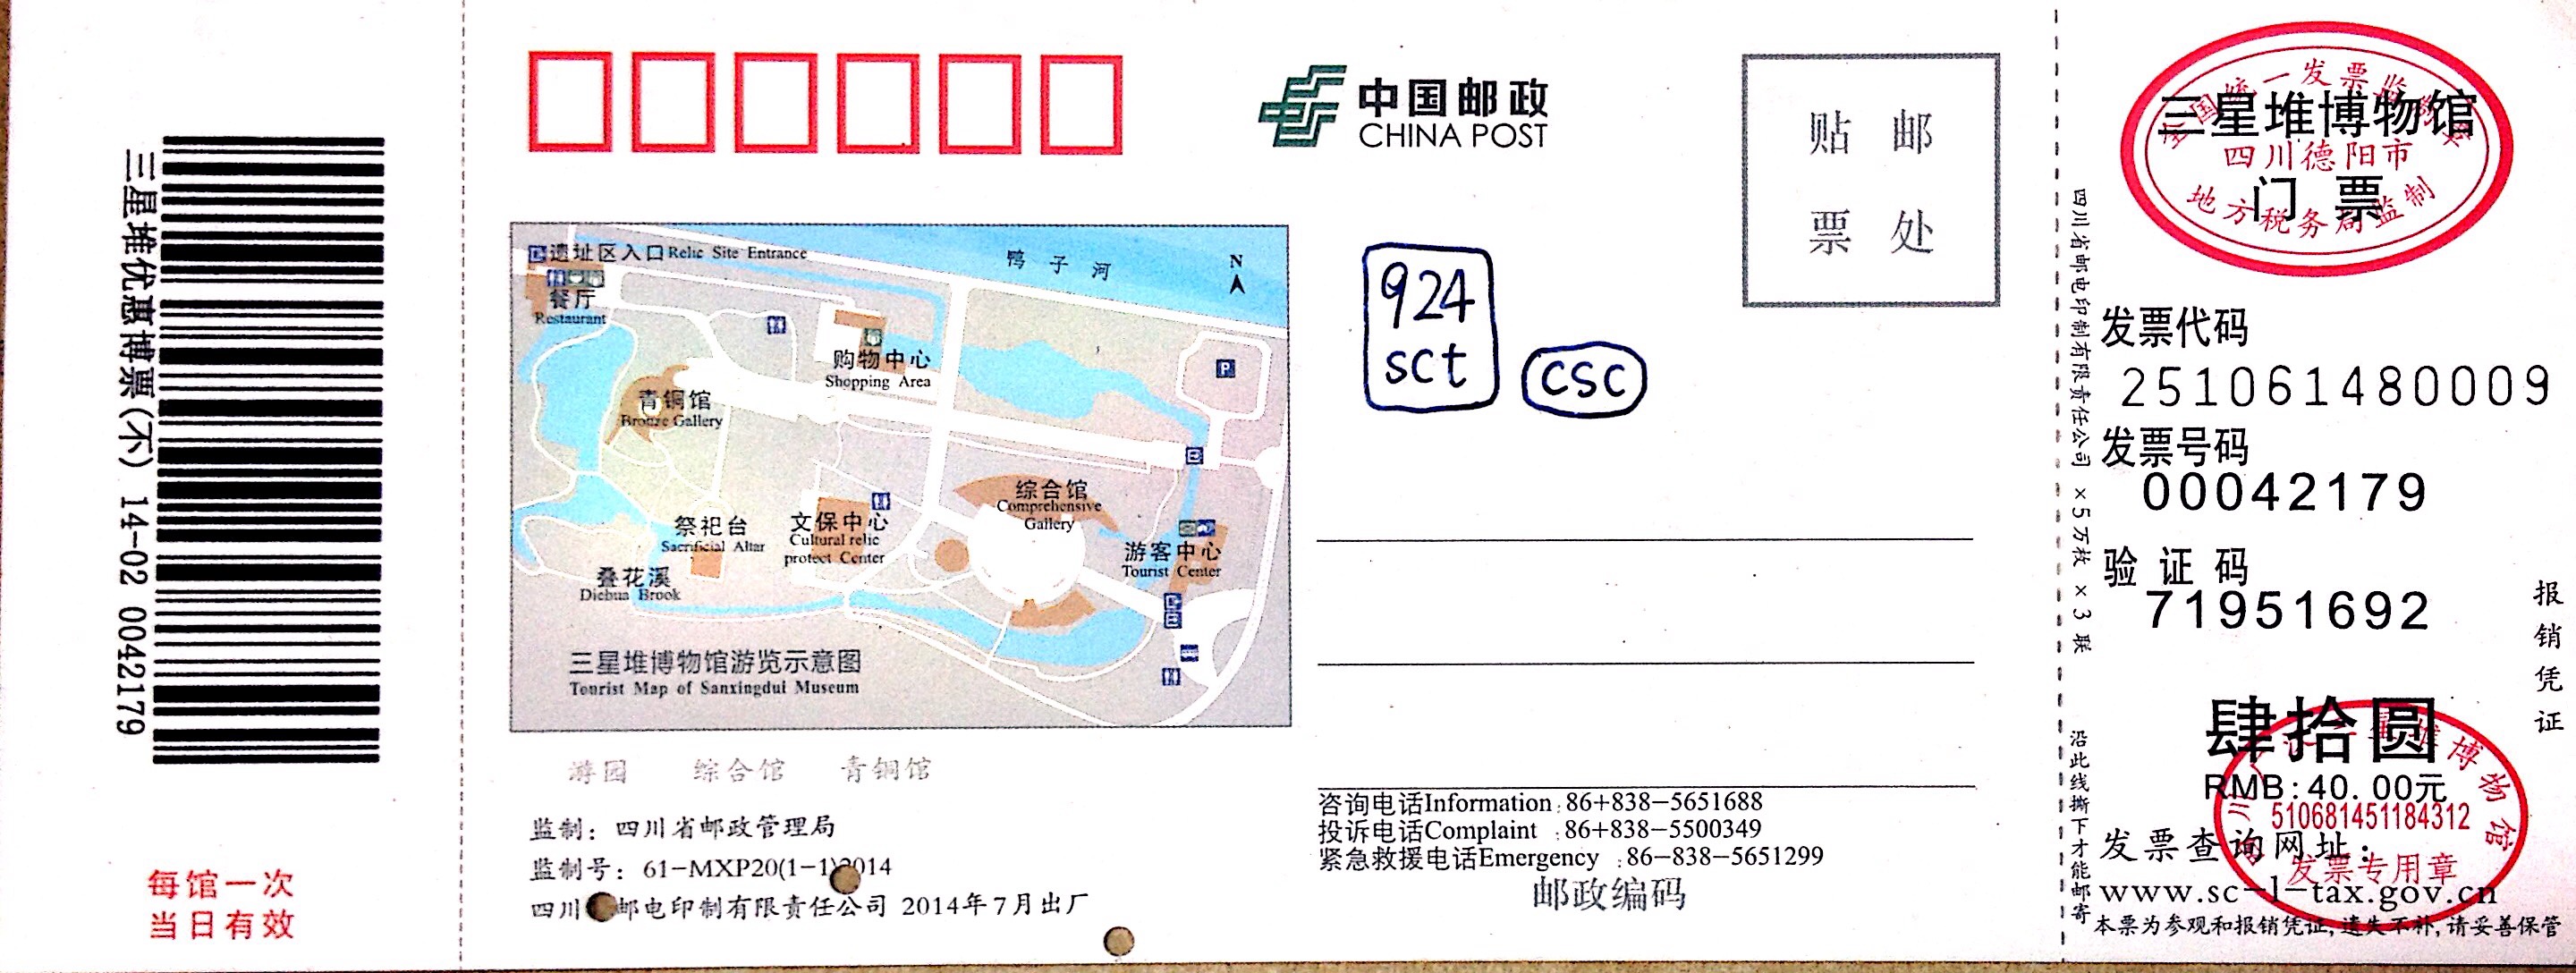 三星堆优惠博票(不) 14-02 0042179
每馆一次
当日有效
中国邮政
CHINA POST
贴 邮
票 处
遗址区入口Relic Site Entrance
鸭子河
N
餐厅
Restaurant
购物中心
Shopping Area
P
青铜馆
Bronze Gallery
综合馆
Comprehensive
Gallery
祭祀台
Sacrificial Altar
文保中心
Cultural relic
protect Center
游客中心
Tourist Center
叠花溪
Diehua Brook
三星堆博物馆游览示意图
Tourist Map of Sanxingdui Museum
924
sct
csc
游园 综合馆 青铜馆
监制：四川省邮政管理局
监制号：61-MXP20(1-1)2014
四川 邮电印制有限责任公司 2014年7月出厂
咨询电话Information:86+838-5651688
投诉电话Complaint :86+838-5500349
紧急救援电话Emergency :86-838-5651299
邮政编码
四川省邮电印制有限责任公司 ×5万枚 ×3联
沿此线撕下才能邮寄
全国统一发票监制章
三星堆博物馆
四川德阳市
门 票
地方税务局监制
发票代码
251061480009
发票号码
00042179
验证码
71951692
报销凭证
肆拾圆
RMB:40.00元
510681451184312
发票查询网址：
发票专用章
www.sc-l-tax.gov.cn
本票为参观和报销凭证,遗失不补,请妥善保管